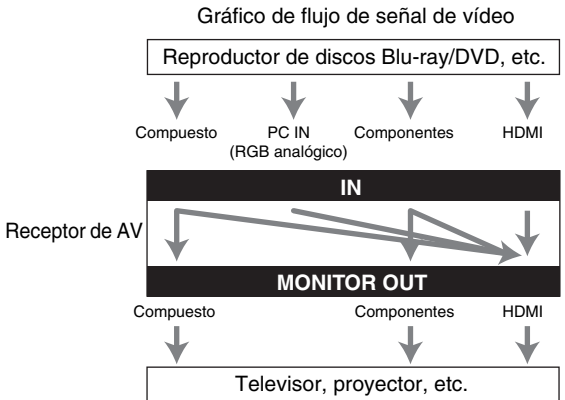 Gráfico de flujo de señal de vídeo
Reproductor de discos Blu-ray/DVD, etc.
Compuesto PC IN Componentes HDMI
(RGB analógico)
IN
Receptor de AV
MONITOR OUT
Compuesto Componentes HDMI
Televisor, proyector, etc.